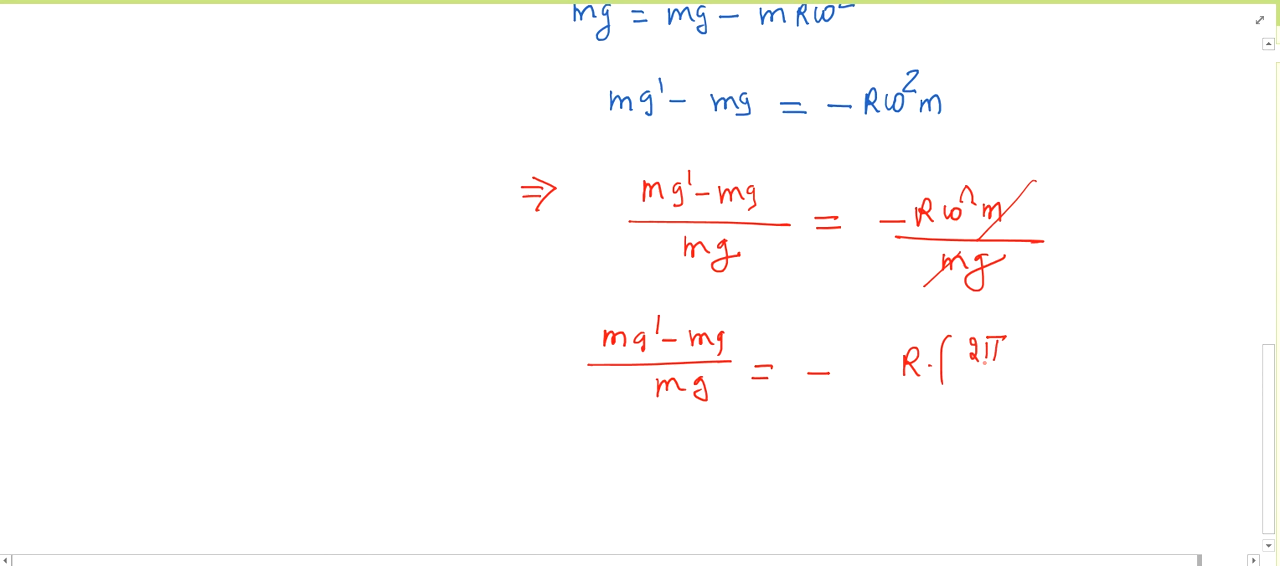 mg = mg - mRω²
mg' - mg = - Rω²m
⇒ (mg' - mg)/(mg) = (-Rω²m)/(mg)
(mg' - mg)/(mg) = - R.(2π